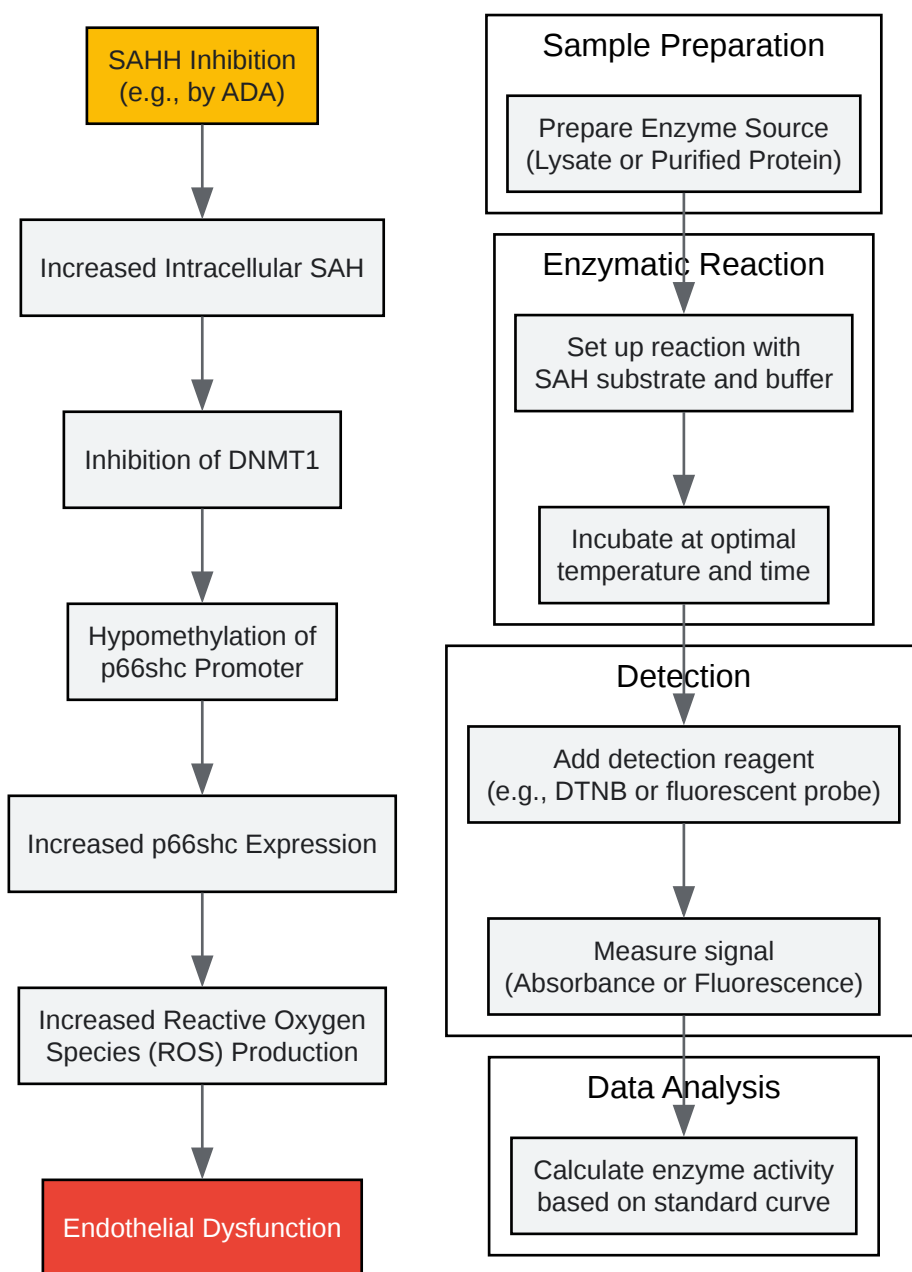 SAHH Inhibition
(e.g., by ADA)
Increased Intracellular SAH
Inhibition of DNMT1
Hypomethylation of
p66shc Promoter
Increased p66shc Expression
Increased Reactive Oxygen
Species (ROS) Production
Endothelial Dysfunction
Sample Preparation
Prepare Enzyme Source
(Lysate or Purified Protein)
Enzymatic Reaction
Set up reaction with
SAH substrate and buffer
Incubate at optimal
temperature and time
Detection
Add detection reagent
(e.g., DTNB or fluorescent probe)
Measure signal
(Absorbance or Fluorescence)
Data Analysis
Calculate enzyme activity
based on standard curve